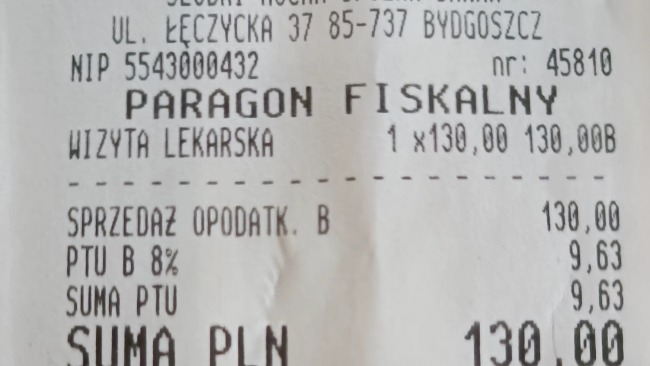 UL. ŁĘCZYCKA 37 85-737 BYDGOSZCZ
NIP 5543000432 nr: 45810
PARAGON FISKALNY
WIZYTA LEKARSKA 1 x130,00 130,00B
- - - - - - - - - - - - - - - - - - - -
SPRZEDAŻ OPODATK. B 130,00
PTU B 8% 9,63
SUMA PTU 9,63
SUMA PLN 130,00